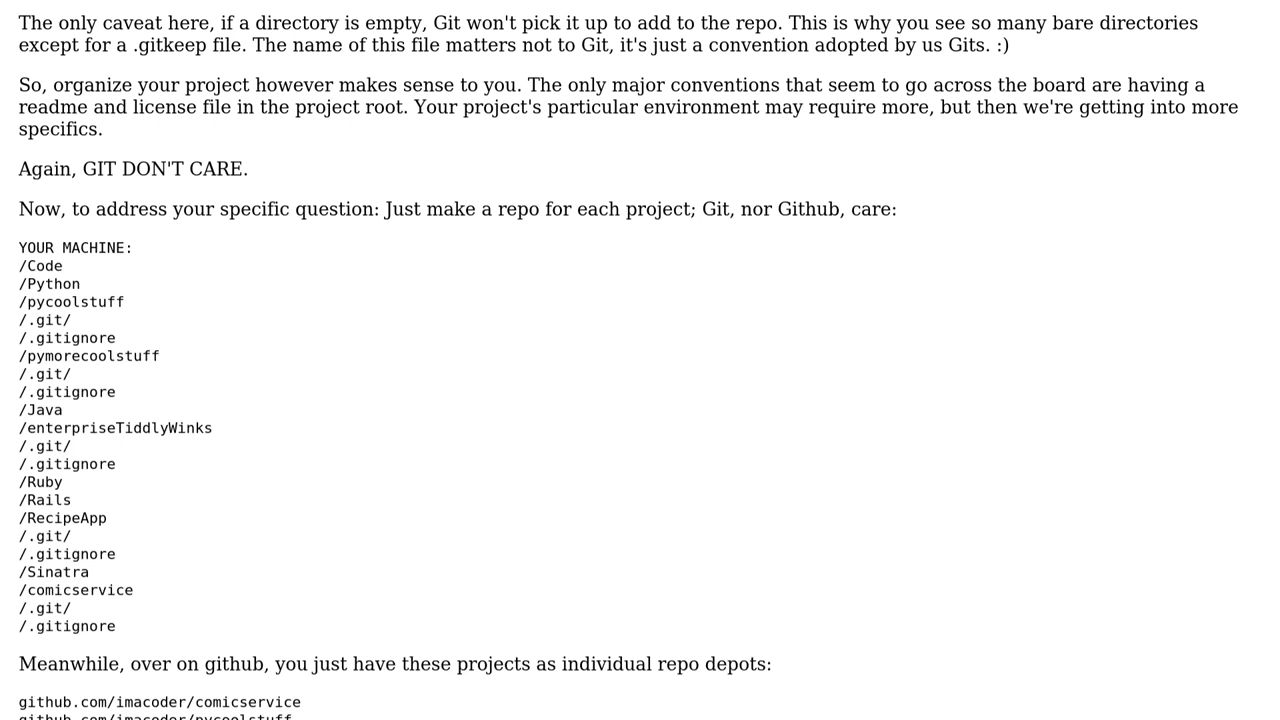 The only caveat here, if a directory is empty, Git won't pick it up to add to the repo. This is why you see so many bare directories
except for a .gitkeep file. The name of this file matters not to Git, it's just a convention adopted by us Gits. :)
So, organize your project however makes sense to you. The only major conventions that seem to go across the board are having a
readme and license file in the project root. Your project's particular environment may require more, but then we're getting into more
specifics.
Again, GIT DON'T CARE.
Now, to address your specific question: Just make a repo for each project; Git, nor Github, care:
YOUR MACHINE:
/Code
/Python
/pycoolstuff
/.git/
/.gitignore
/pymorecoolstuff
/.git/
/.gitignore
/Java
/enterpriseTiddlyWinks
/.git/
/.gitignore
/Ruby
/Rails
/RecipeApp
/.git/
/.gitignore
/Sinatra
/comicservice
/.git/
/.gitignore
Meanwhile, over on github, you just have these projects as individual repo depots:
github.com/imacoder/comicservice
github.com/imacoder/pycoolstuff